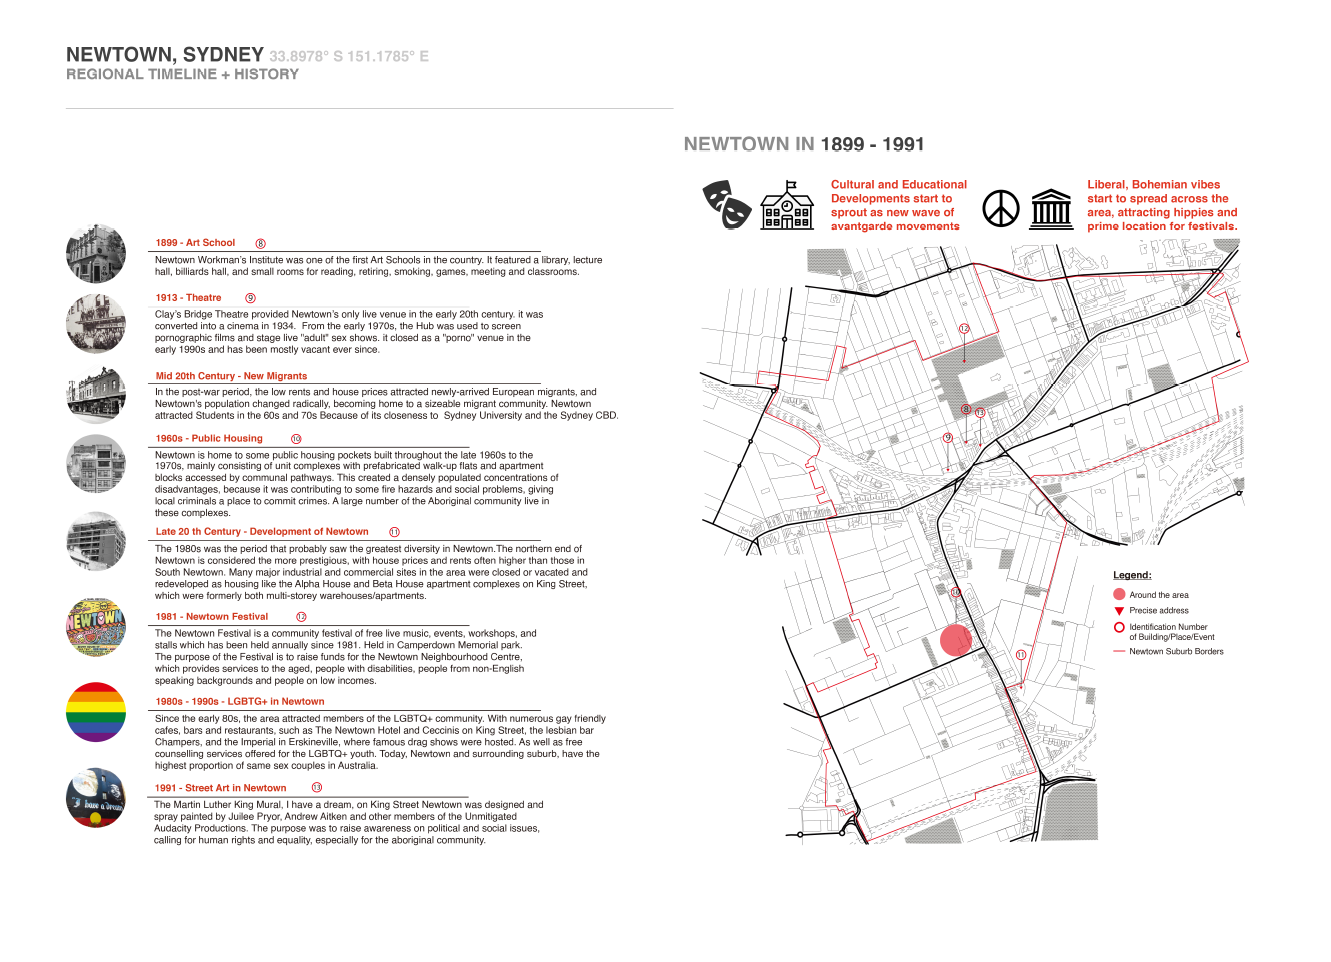 NEWTOWN, SYDNEY 33.8978° S 151.1785° E
REGIONAL TIMELINE + HISTORY
NEWTOWN IN 1899 - 1991
Cultural and Educational
Developments start to
sprout as new wave of
avantgarde movements
Liberal, Bohemian vibes
start to spread across the
area, attracting hippies and
prime location for festivals.
1899 - Art School 8
Newtown Workman's Institute was one of the first Art Schools in the country. It featured a library, lecture
hall, billiards hall, and small rooms for reading, retiring, smoking, games, meeting and classrooms.
1913 - Theatre 9
Clay's Bridge Theatre provided Newtown's only live venue in the early 20th century. it was
converted into a cinema in 1934. From the early 1970s, the Hub was used to screen
pornographic films and stage live "adult" sex shows. it closed as a "porno" venue in the
early 1990s and has been mostly vacant ever since.
Mid 20th Century - New Migrants
In the post-war period, the low rents and house prices attracted newly-arrived European migrants, and
Newtown's population changed radically, becoming home to a sizeable migrant community. Newtown
attracted Students in the 60s and 70s Because of its closeness to Sydney University and the Sydney CBD.
1960s - Public Housing 10
Newtown is home to some public housing pockets built throughout the late 1960s to the
1970s, mainly consisting of unit complexes with prefabricated walk-up flats and apartment
blocks accessed by communal pathways. This created a densely populated concentrations of
disadvantages, because it was contributing to some fire hazards and social problems, giving
local criminals a place to commit crimes. A large number of the Aboriginal community live in
these complexes.
Late 20 th Century - Development of Newtown 11
The 1980s was the period that probably saw the greatest diversity in Newtown.The northern end of
Newtown is considered the more prestigious, with house prices and rents often higher than those in
South Newtown. Many major industrial and commercial sites in the area were closed or vacated and
redeveloped as housing like the Alpha House and Beta House apartment complexes on King Street,
which were formerly both multi-storey warehouses/apartments.
NEWTOWN
1981 - Newtown Festival 12
The Newtown Festival is a community festival of free live music, events, workshops, and
stalls which has been held annually since 1981. Held in Camperdown Memorial park.
The purpose of the Festival is to raise funds for the Newtown Neighbourhood Centre,
which provides services to the aged, people with disabilities, people from non-English
speaking backgrounds and people on low incomes.
1980s - 1990s - LGBTG+ in Newtown
Since the early 80s, the area attracted members of the LGBTQ+ community. With numerous gay friendly
cafes, bars and restaurants, such as The Newtown Hotel and Ceccinis on King Street, the lesbian bar
Champers, and the Imperial in Erskineville, where famous drag shows were hosted. As well as free
counselling services offered for the LGBTQ+ youth. Today, Newtown and surrounding suburb, have the
highest proportion of same sex couples in Australia.
"I have a dream"
1991 - Street Art in Newtown 13
The Martin Luther King Mural, I have a dream, on King Street Newtown was designed and
spray painted by Juilee Pryor, Andrew Aitken and other members of the Unmitigated
Audacity Productions. The purpose was to raise awareness on political and social issues,
calling for human rights and equality, especially for the aboriginal community.
12
8
13
9
10
11
Legend:
Around the area
Precise address
Identification Number
of Building/Place/Event
Newtown Suburb Borders